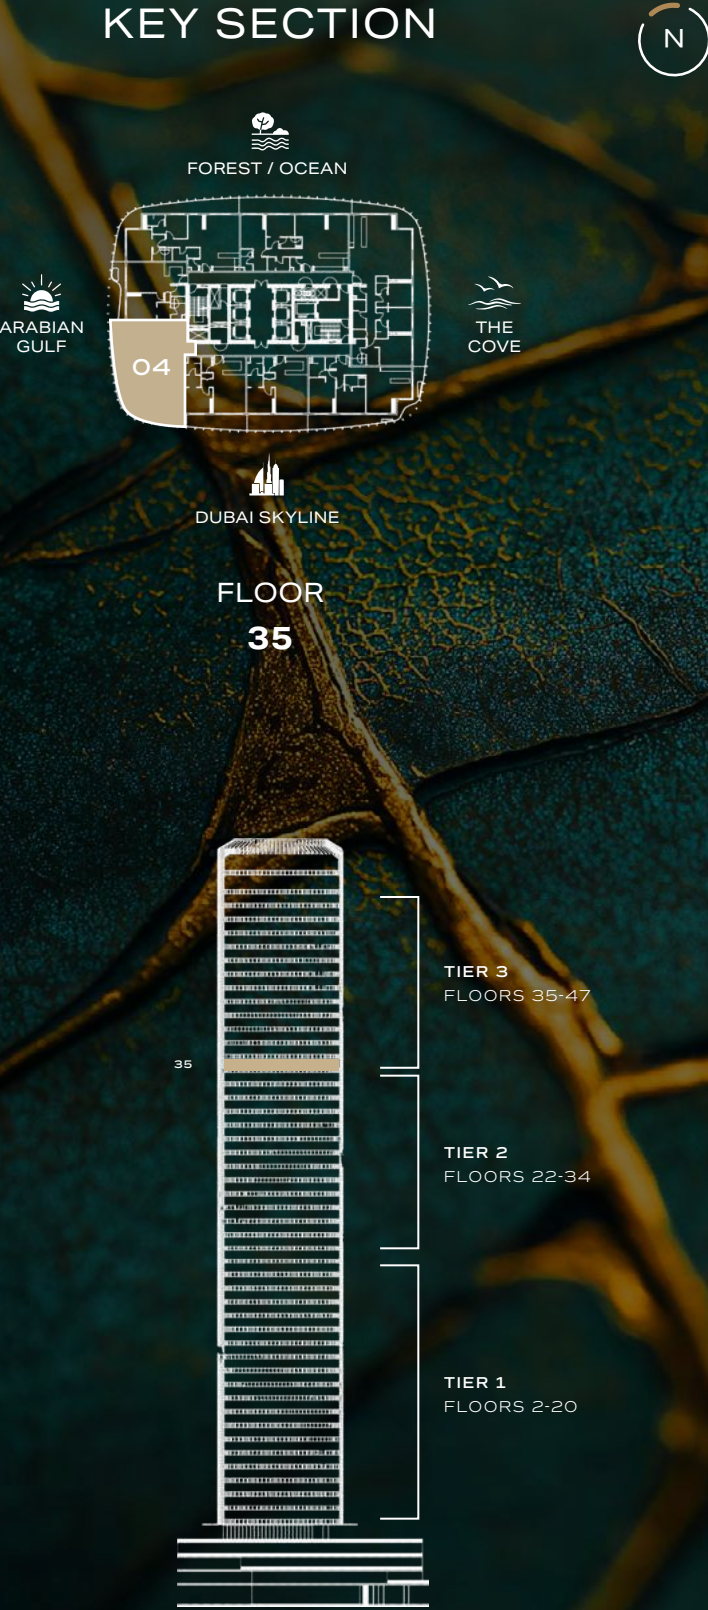 KEY SECTION
N
FOREST / OCEAN
ARABIAN
GULF
THE
COVE
04
DUBAI SKYLINE
FLOOR
35
TIER 3
FLOORS 35-47
35
TIER 2
FLOORS 22-34
TIER 1
FLOORS 2-20